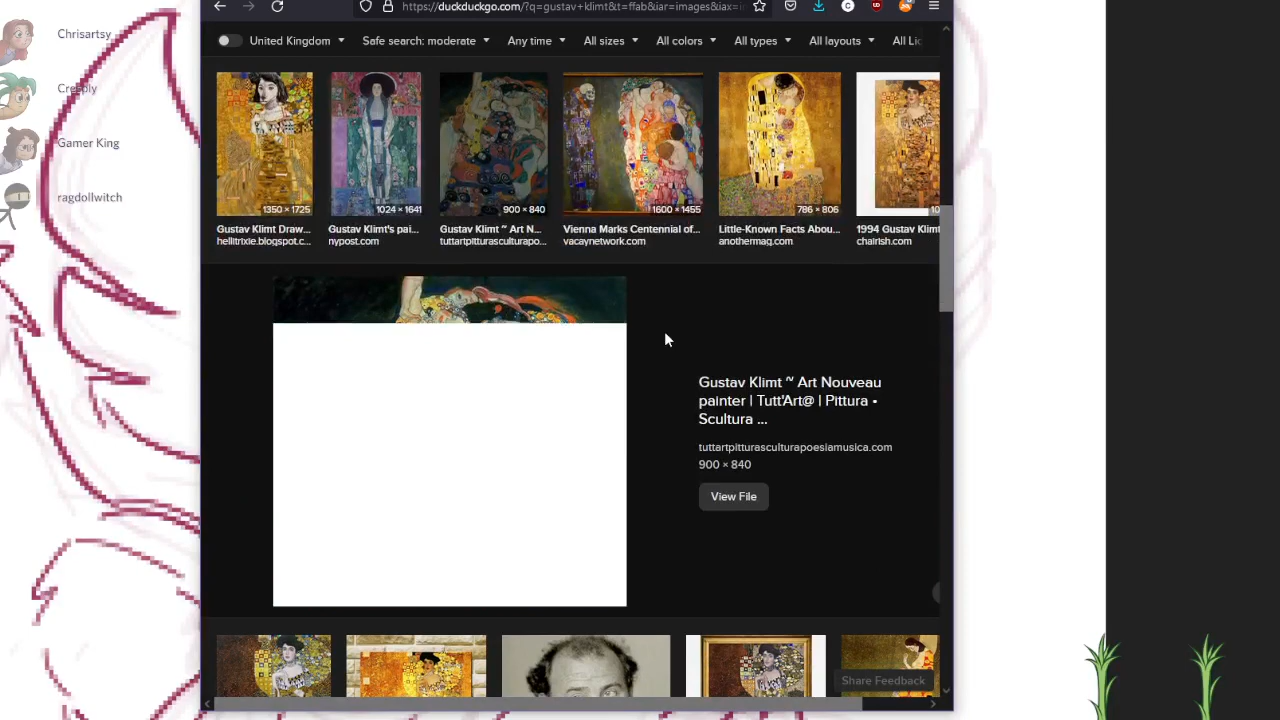 Chrisartsy
Creeply
Gamer King
ragdollwitch
https://duckduckgo.com/?q=gustav+klimt&t=ffab&iar=images&iax=i
United Kingdom
Safe search: moderate
Any time
All sizes
All colors
All types
All layouts
All Lic
1350 × 1725
1024 × 1641
900 × 840
1600 × 1455
786 × 806
10
Gustav Klimt Draw...
hellitrixie.blogspot.c...
Gustav Klimt's pai...
nypost.com
Gustav Klimt ~ Art N...
tuttartpitturasculturapo...
Vienna Marks Centennial of...
vacaynetwork.com
Little-Known Facts Abou...
anothermag.com
1994 Gustav Klimt
chairish.com
Gustav Klimt ~ Art Nouveau
painter | Tutt'Art@ | Pittura •
Scultura ...
tuttartpitturasculturapoesiamusica.com
900 × 840
View File
Share Feedback